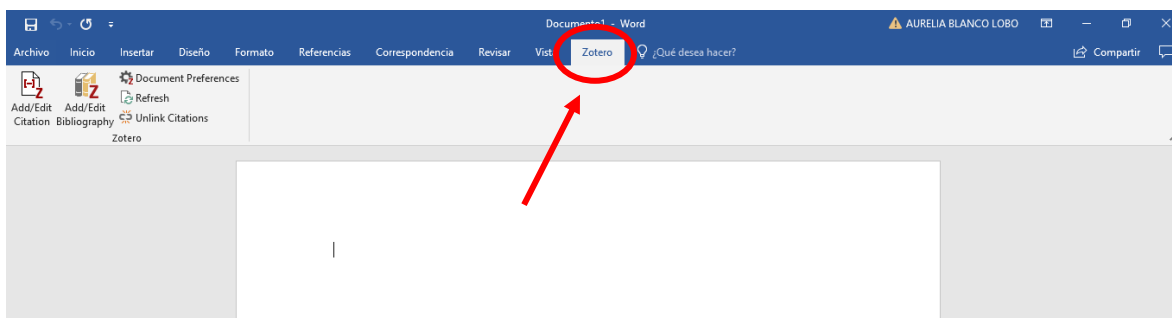 Documento1 - Word AURELIA BLANCO LOBO
Archivo Inicio Insertar Diseño Formato Referencias Correspondencia Revisar Vista Zotero ¿Qué desea hacer? Compartir
Add/Edit Citation
Add/Edit Bibliography
Document Preferences
Refresh
Unlink Citations
Zotero